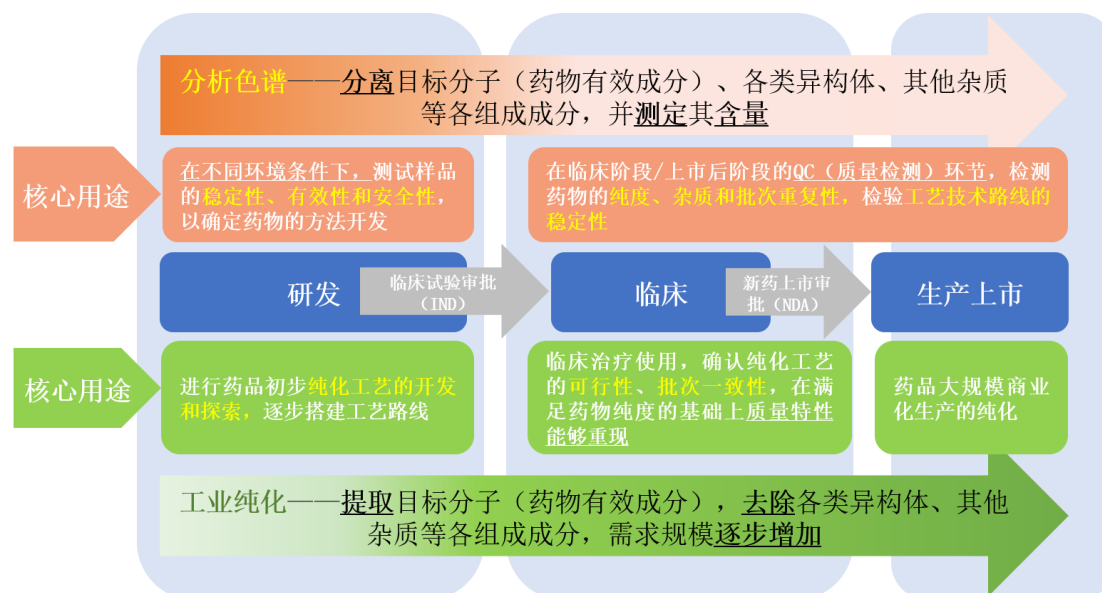 分析色谱——分离目标分子（药物有效成分）、各类异构体、其他杂质
等各组成成分，并测定其含量
核心用途
在不同环境条件下，测试样品
的稳定性、有效性和安全性，
以确定药物的方法开发
在临床阶段/上市后阶段的QC（质量检测）环节，检测
药物的纯度、杂质和批次重复性，检验工艺技术路线的
稳定性
研发
临床试验审批
（IND）
临床
新药上市审
批（NDA）
生产上市
核心用途
进行药品初步纯化工艺的开发
和探索，逐步搭建工艺路线
临床治疗使用，确认纯化工艺
的可行性、批次一致性，在满
足药物纯度的基础上质量特性
能够重现
药品大规模商业
化生产的纯化
工业纯化——提取目标分子（药物有效成分），去除各类异构体、其他
杂质等各组成成分，需求规模逐步增加